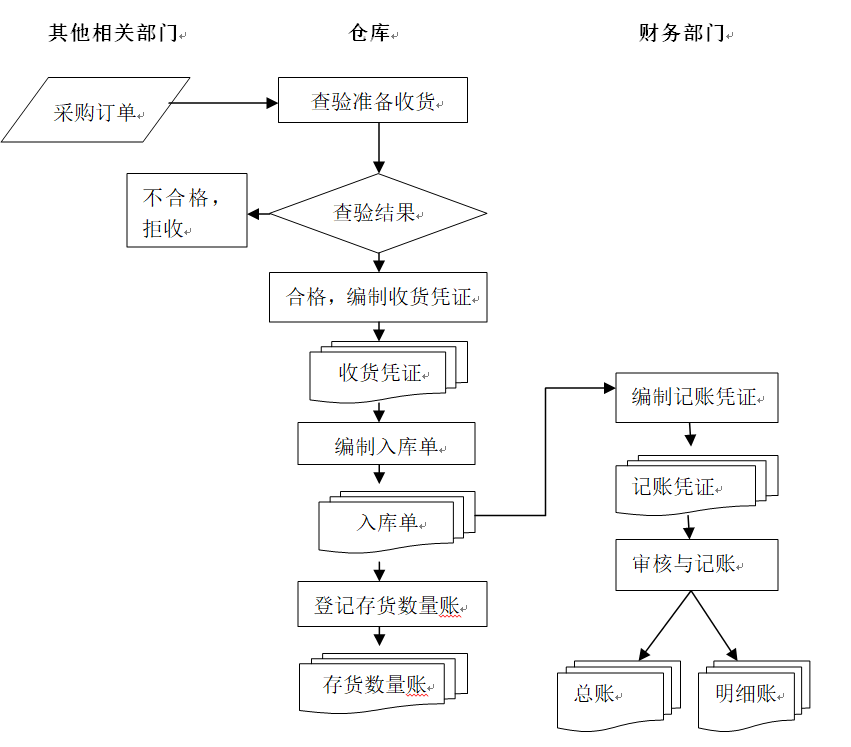 其他相关部门
仓库
财务部门
采购订单
查验准备收货
不合格，
拒收
查验结果
合格，编制收货凭证
收货凭证
编制入库单
入库单
登记存货数量账
存货数量账
编制记账凭证
记账凭证
审核与记账
总账
明细账